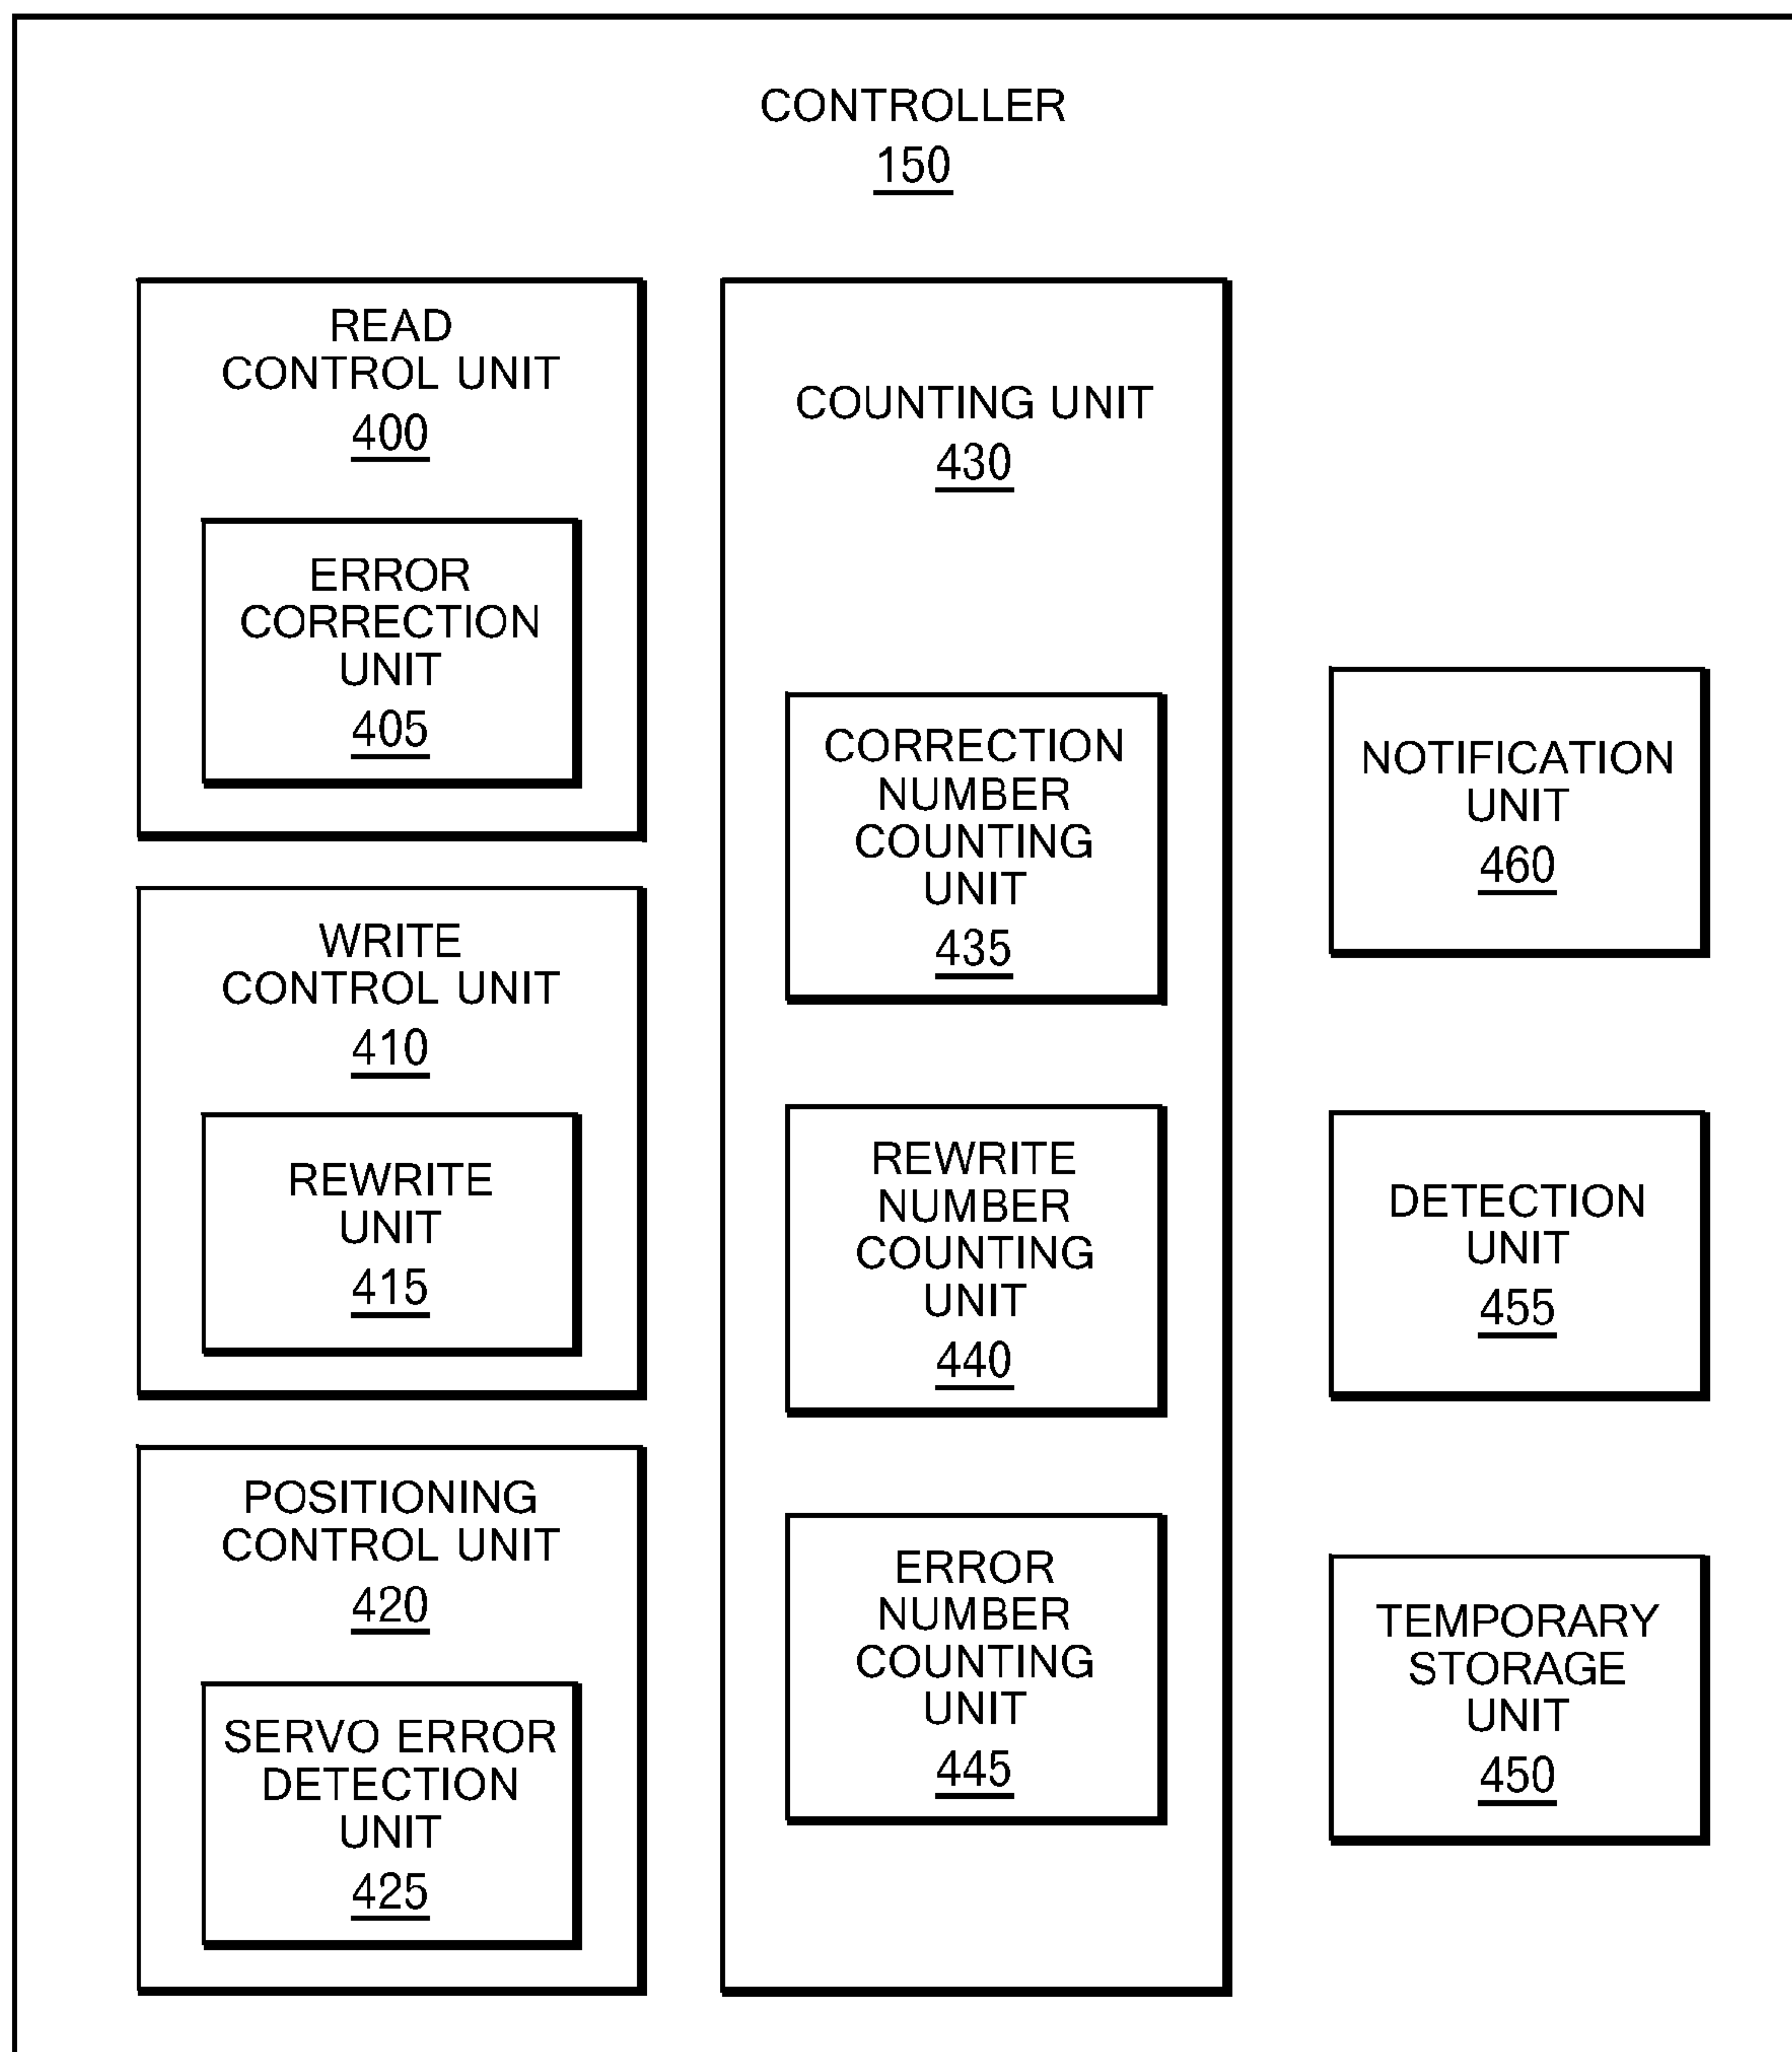 CONTROLLER
150
READ
CONTROL UNIT
400
ERROR
CORRECTION
UNIT
405
WRITE
CONTROL UNIT
410
REWRITE
UNIT
415
POSITIONING
CONTROL UNIT
420
SERVO ERROR
DETECTION
UNIT
425
COUNTING UNIT
430
CORRECTION
NUMBER
COUNTING
UNIT
435
REWRITE
NUMBER
COUNTING
UNIT
440
ERROR
NUMBER
COUNTING
UNIT
445
NOTIFICATION
UNIT
460
DETECTION
UNIT
455
TEMPORARY
STORAGE
UNIT
450